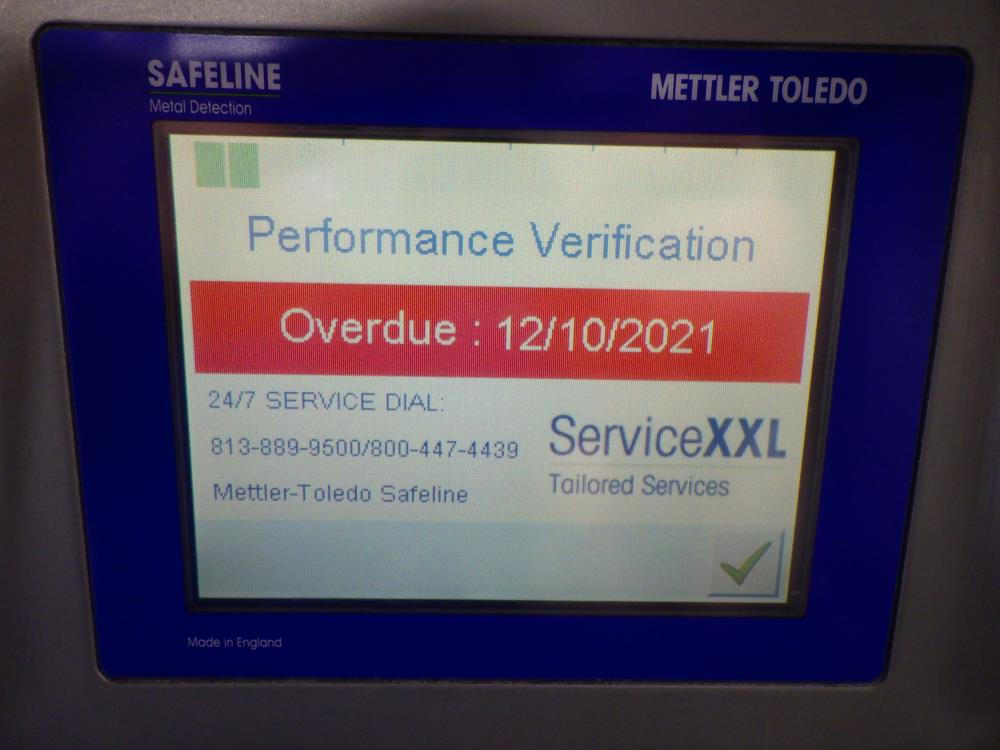 SAFELINE
Metal Detection
METTLER TOLEDO
Performance Verification
Overdue : 12/10/2021
24/7 SERVICE DIAL:
813-889-9500/800-447-4439
Mettler-Toledo Safeline
ServiceXXL
Tailored Services
Made in England